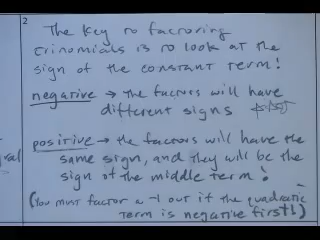 2
The key to factoring
trinomials is to look at the
sign of the constant term!
negative → the factors will have
different signs
positive → the factors will have the
same sign, and they will be the
sign of the middle term!
(You must factor a -1 out if the quadratic
term is negative first!)